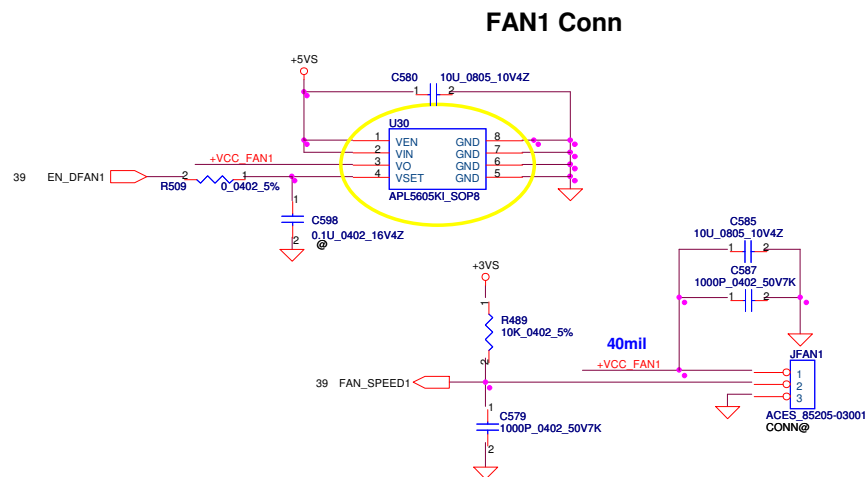 FAN1 Conn
+5VS
C580 10U_0805_10V4Z
1 2
U30
1 VEN GND 8
2 VIN GND 7
+VCC_FAN1 3 VO GND 6
39 EN_DFAN1 2 1 4 VSET GND 5
R509 0_0402_5%
APL5605KI_SOP8
1
C598
0.1U_0402_16V4Z
2
@
C585
10U_0805_10V4Z
1 2
C587
1000P_0402_50V7K
1 2
+3VS
1
R489
10K_0402_5%
2
40mil
+VCC_FAN1
JFAN1
1
39 FAN_SPEED1 2
3
1
C579
1000P_0402_50V7K
2
ACES_85205-03001
CONN@